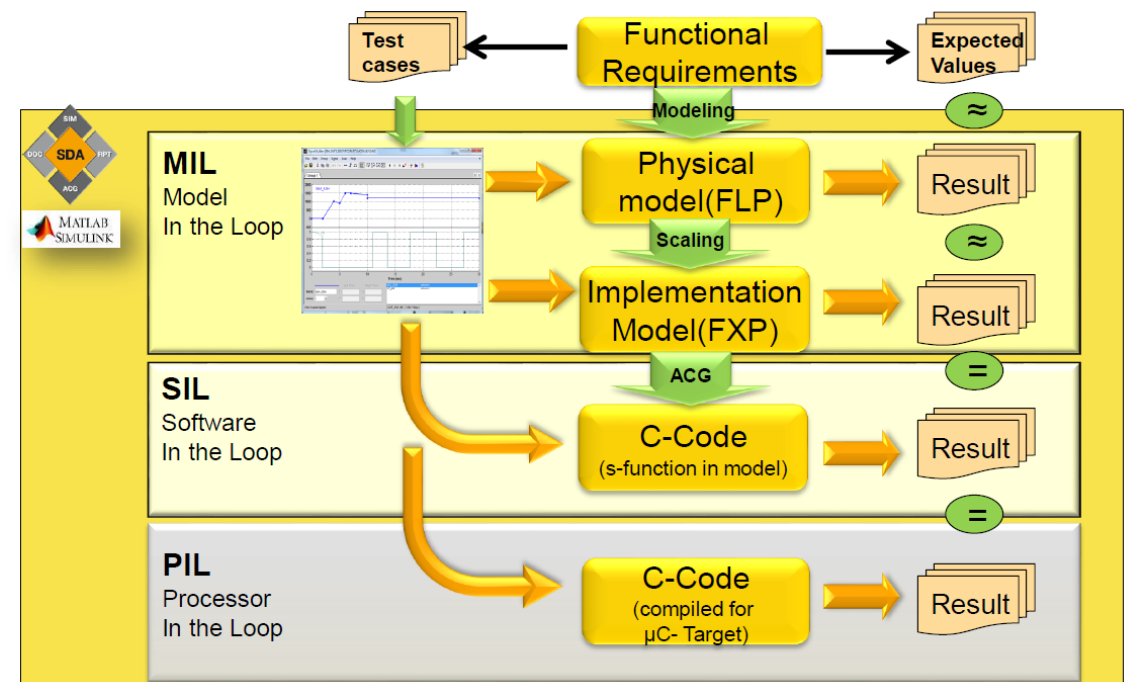 Test
cases
Functional
Requirements
Expected
Values
Modeling
≈
SIM
DOC
SDA
RPT
ACG
MATLAB
SIMULINK
MIL
Model
In the Loop
Physical
model(FLP)
Result
Scaling
≈
Implementation
Model(FXP)
Result
ACG
=
SIL
Software
In the Loop
C-Code
(s-function in model)
Result
=
PIL
Processor
In the Loop
C-Code
(compiled for
µC- Target)
Result